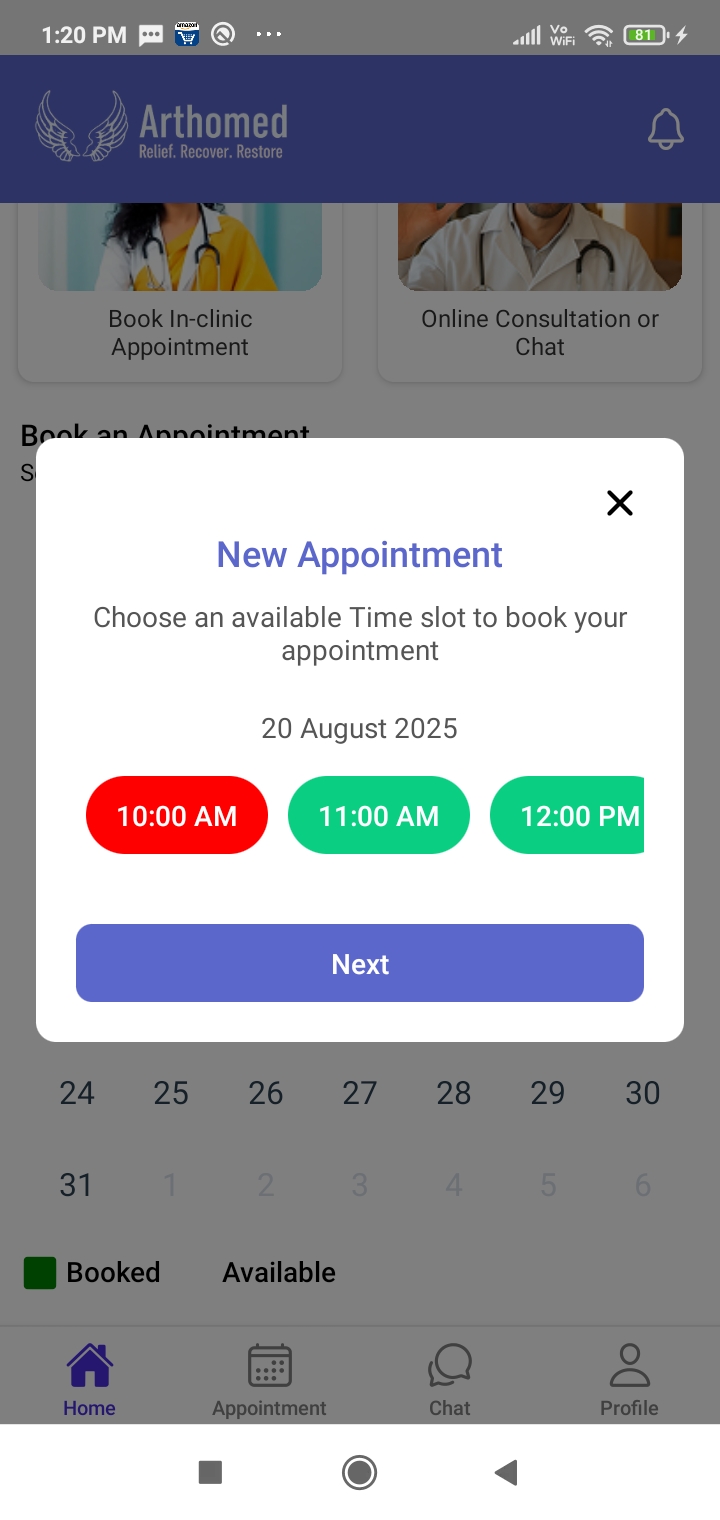 1:20 PM
Vo
WiFi
81
Arthomed
Relief. Recover. Restore
Book In-clinic
Appointment
Online Consultation or
Chat
Book an Appointment
New Appointment
Choose an available Time slot to book your
appointment
20 August 2025
10:00 AM 11:00 AM 12:00 PM
Next
24 25 26 27 28 29 30
31 1 2 3 4 5 6
Booked Available
Home Appointment Chat Profile